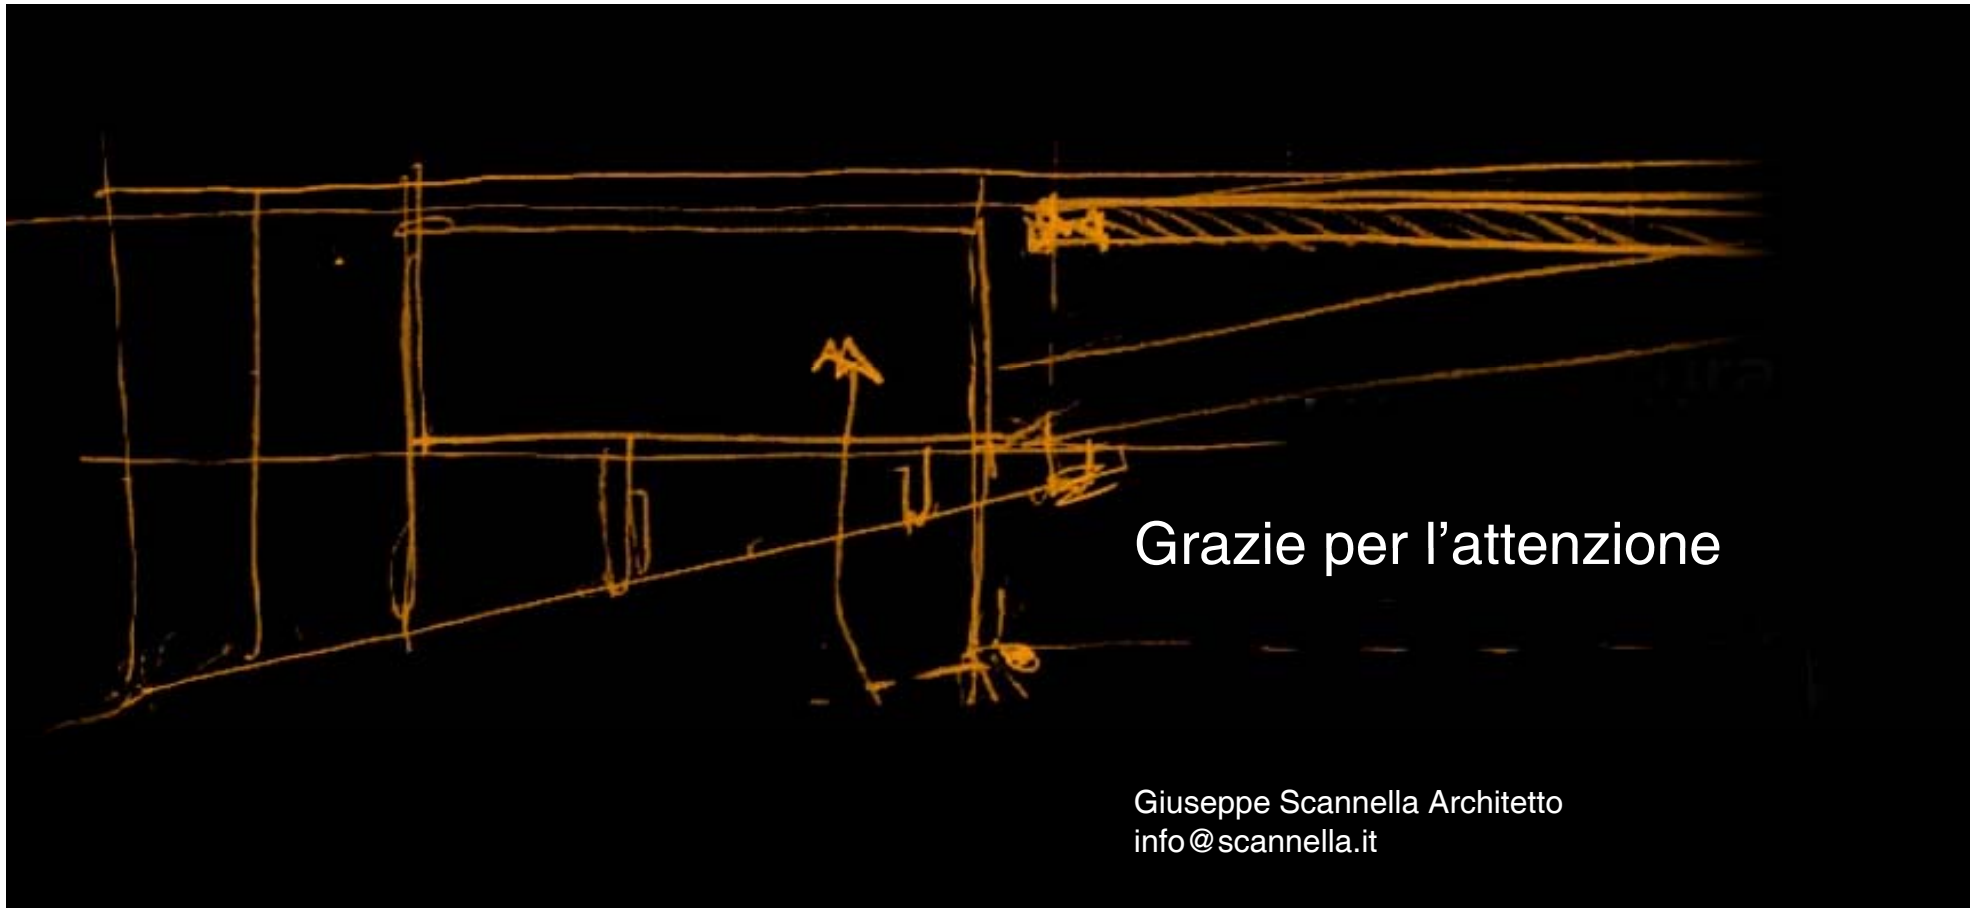 Grazie per l’attenzione
Giuseppe Scannella Architetto
info@scannella.it